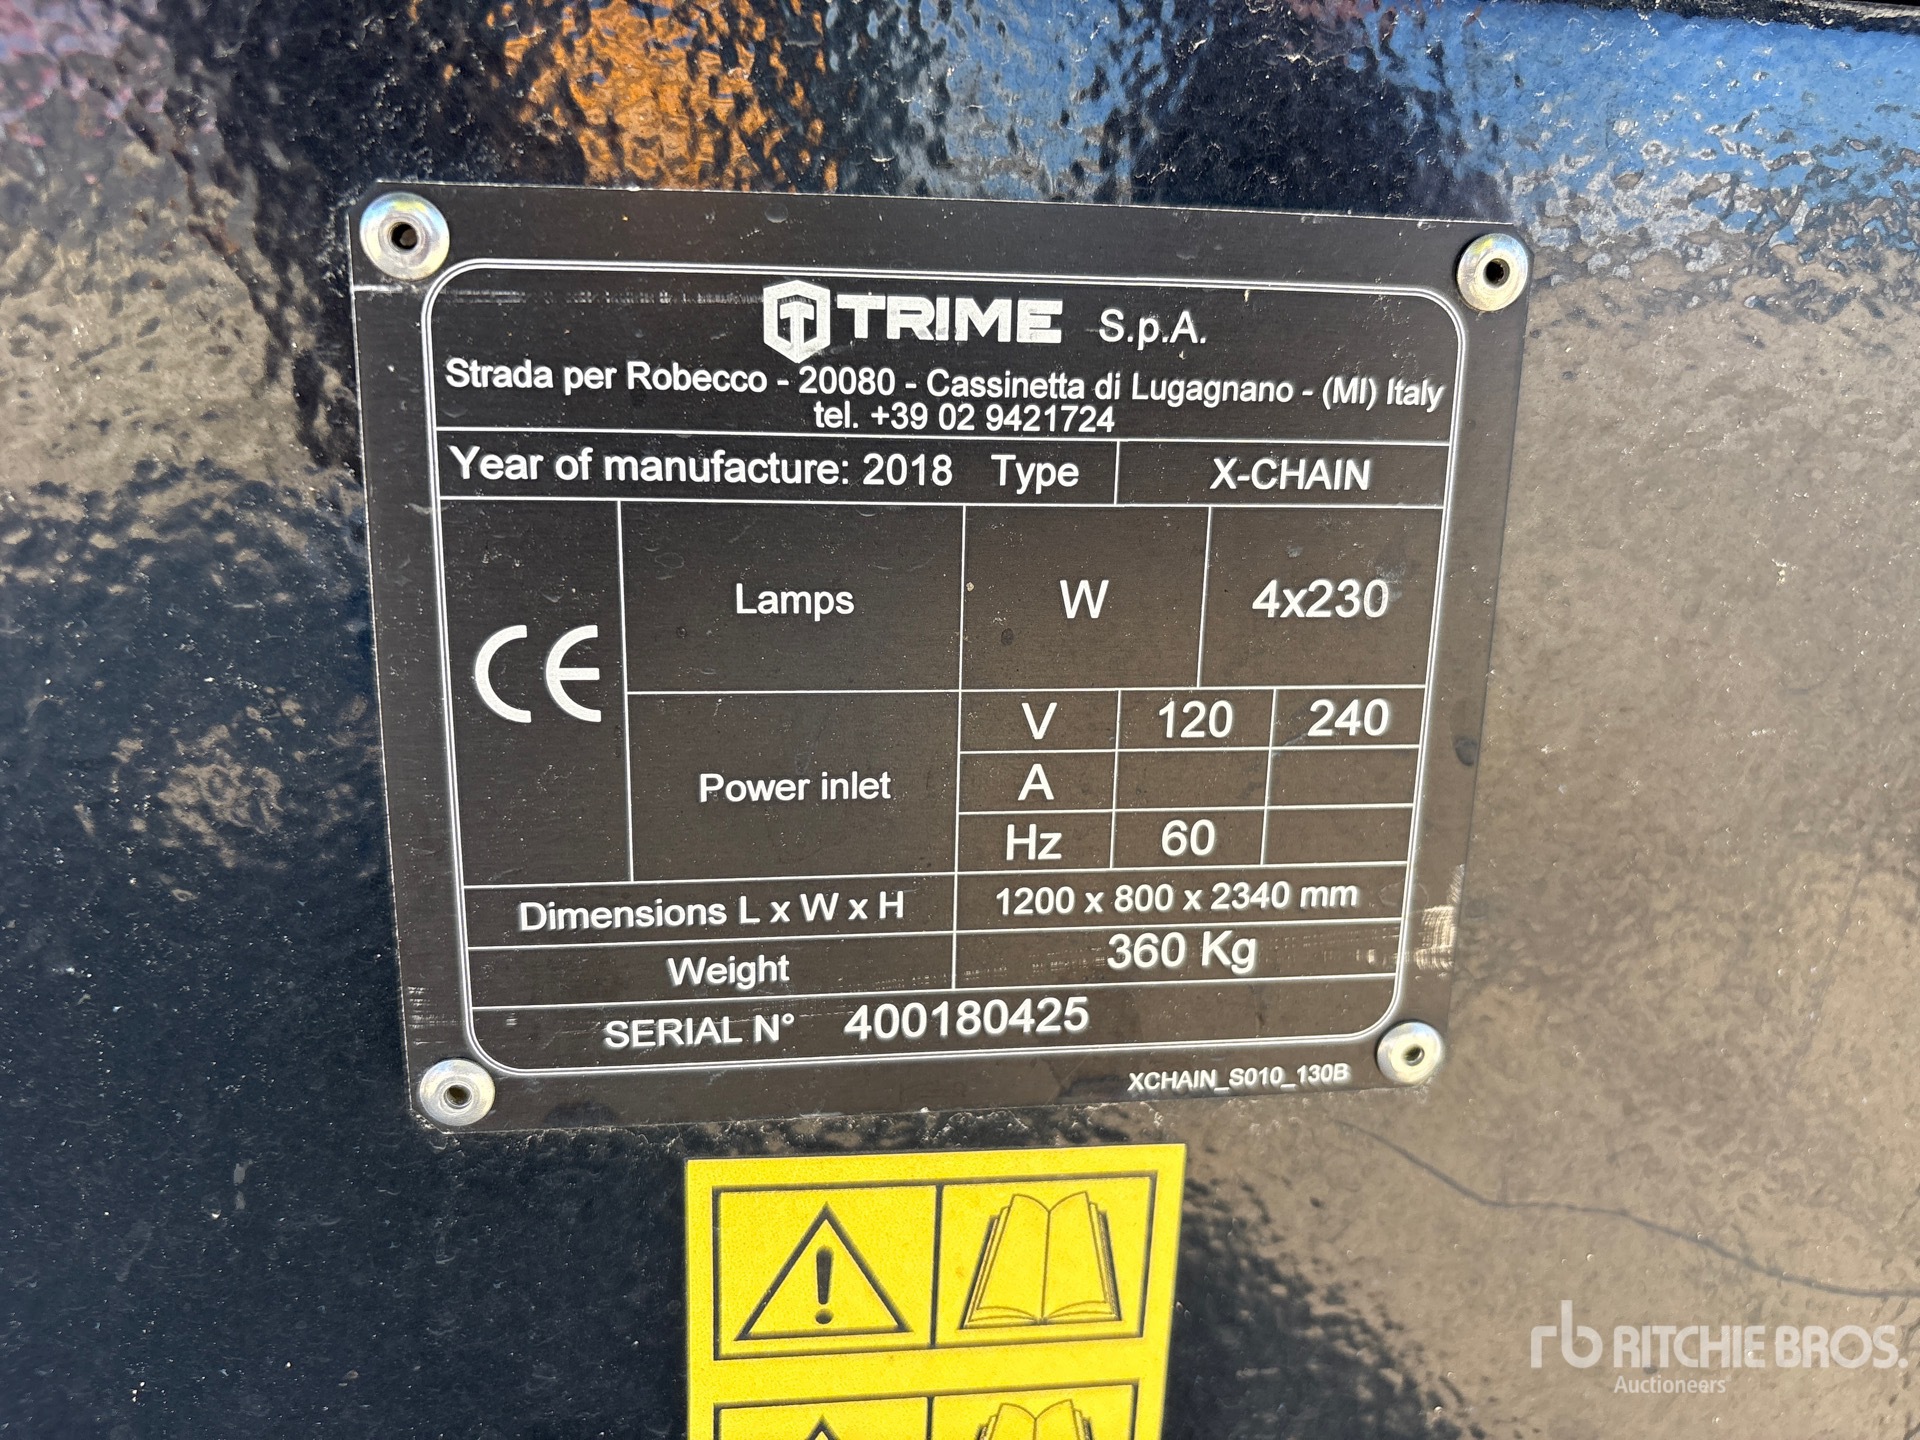 TRIME S.p.A.
Strada per Robecco - 20080 - Cassinetta di Lugagnano - (MI) Italy
tel. +39 02 9421724
Year of manufacture: 2018 Type X-CHAIN
CE
Lamps W 4x230
Power inlet
V 120 240
A
Hz 60
Dimensions L x W x H 1200 x 800 x 2340 mm
Weight 360 Kg
SERIAL N° 400180425
XCHAIN_S010_130B
rb RITCHIE BROS.
Auctioneers